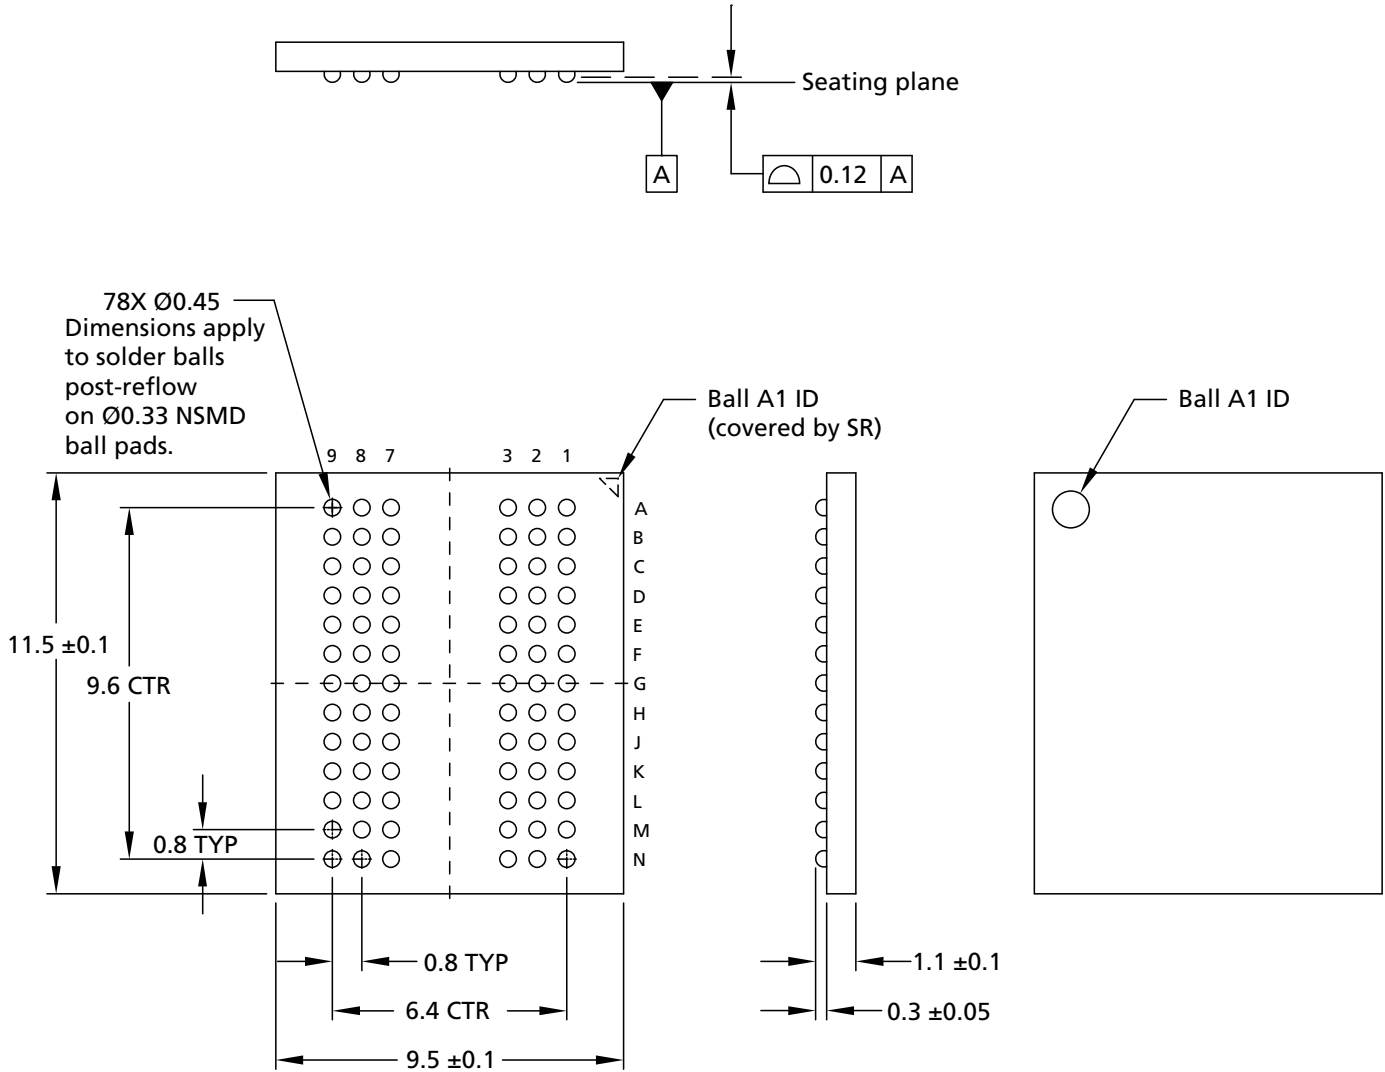 Seating plane
A
0.12 A
78X Ø0.45
Dimensions apply
to solder balls
post-reflow
on Ø0.33 NSMD
ball pads.
Ball A1 ID
(covered by SR)
Ball A1 ID
9 8 7 3 2 1
A
B
C
D
E
F
G
H
J
K
L
M
N
11.5 ±0.1
9.6 CTR
0.8 TYP
0.8 TYP
6.4 CTR
9.5 ±0.1
1.1 ±0.1
0.3 ±0.05